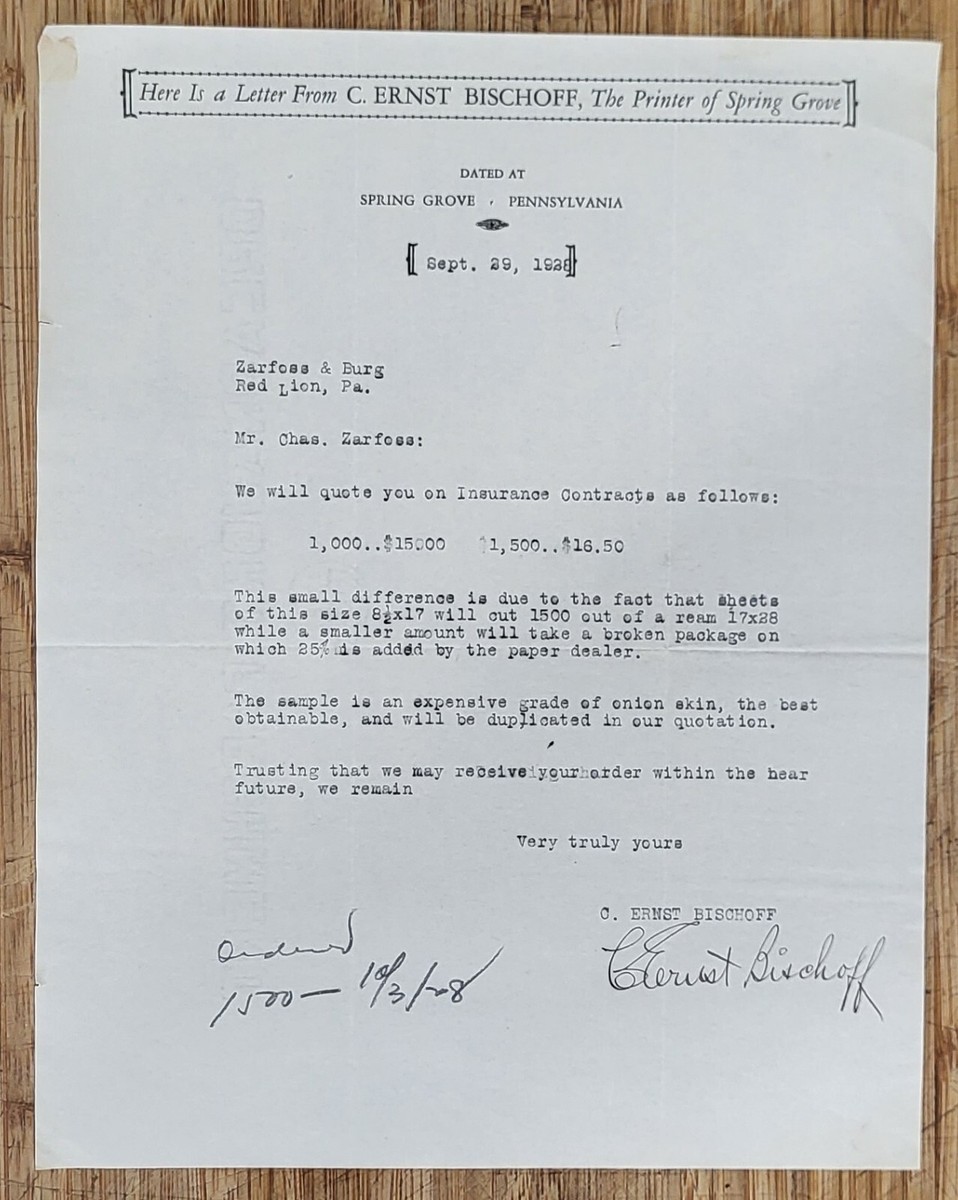 Here Is a Letter From C. ERNST BISCHOFF, The Printer of Spring Grove
DATED AT
SPRING GROVE , PENNSYLVANIA
Sept. 29, 1928
Zarfoss & Burg
Red Lion, Pa.
Mr. Chas. Zarfoss:
We will quote you on Insurance Contracts as follows:
1,000..$15.00 1,500..$16.50
This small difference is due to the fact that sheets
of this size 8½x17 will cut 1500 out of a ream 17x28
while a smaller amount will take a broken package on
which 25% is added by the paper dealer.
The sample is an expensive grade of onion skin, the best
obtainable, and will be duplicated in our quotation.
Trusting that we may receive your order within the hear
future, we remain
Very truly yours
C. ERNST BISCHOFF
C Ernst Bischoff
Ordered
1500 — 10/3/28